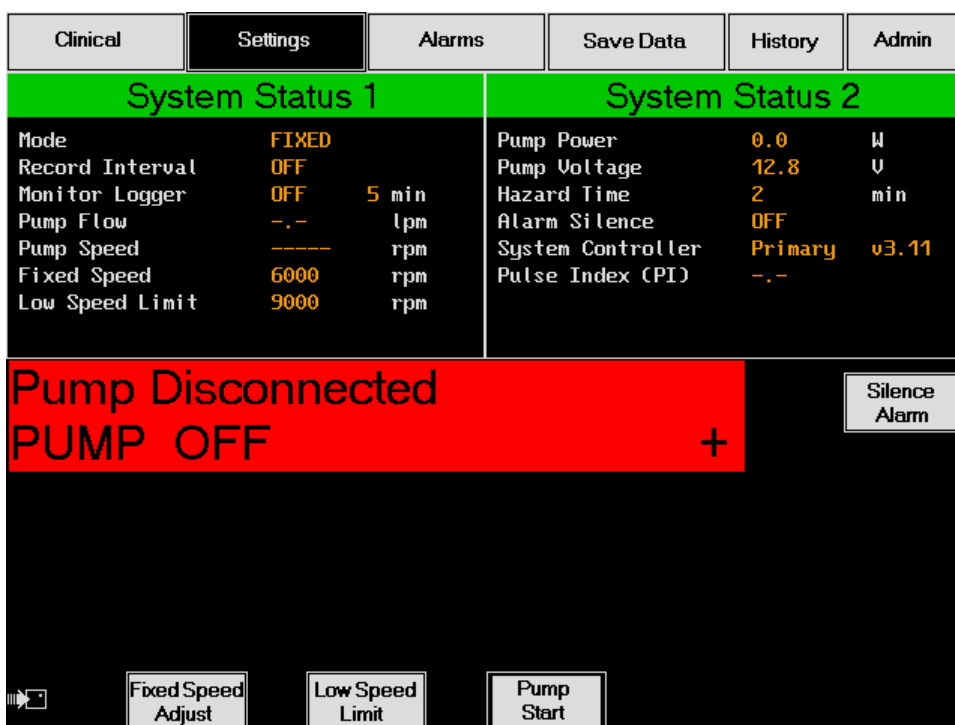 Clinical Settings Alarms Save Data History Admin
System Status 1
Mode FIXED
Record Interval OFF
Monitor Logger OFF 5 min
Pump Flow -.- lpm
Pump Speed ----- rpm
Fixed Speed 6000 rpm
Low Speed Limit 9000 rpm
System Status 2
Pump Power 0.0 W
Pump Voltage 12.8 V
Hazard Time 2 min
Alarm Silence OFF
System Controller Primary v3.11
Pulse Index (PI) -.-
Pump Disconnected
PUMP OFF +
Silence
Alarm
Fixed Speed
Adjust
Low Speed
Limit
Pump
Start